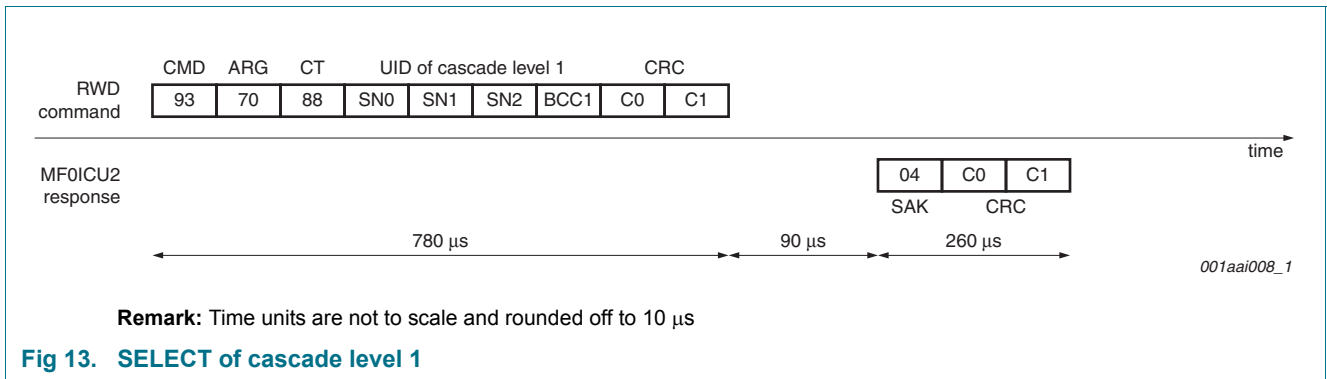 CMD ARG CT UID of cascade level 1 CRC
RWD command
93 70 88 SN0 SN1 SN2 BCC1 C0 C1
time
MF0ICU2 response
04 C0 C1
SAK CRC
780 μs 90 μs 260 μs
001aai008_1
Remark: Time units are not to scale and rounded off to 10 μs
Fig 13. SELECT of cascade level 1